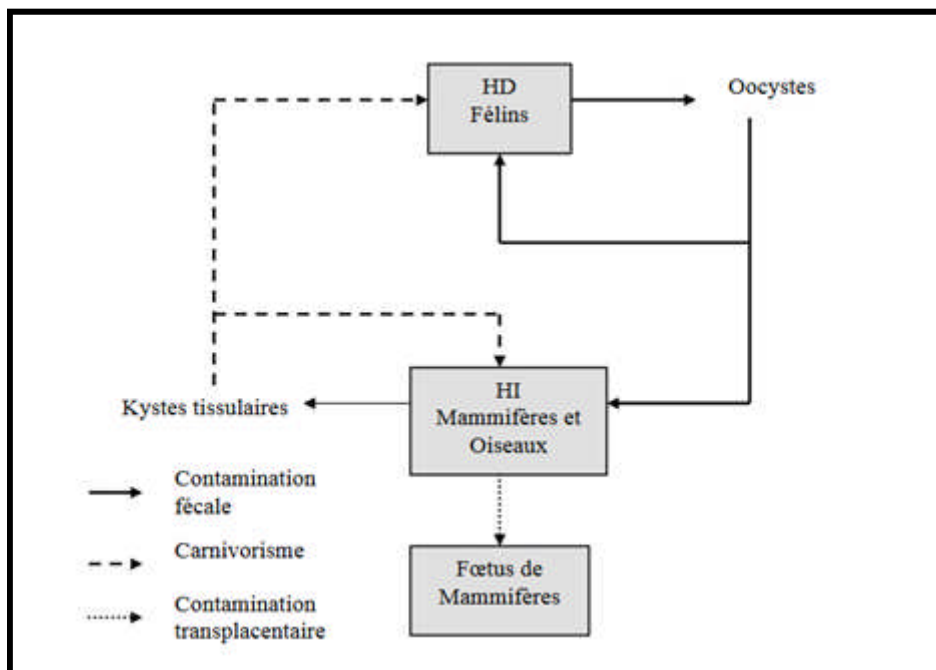 HD
Félins
Oocystes
HI
Mammifères et
Oiseaux
Kystes tissulaires
Contamination
fécale
Carnivorisme
Contamination
transplacentaire
Fœtus de
Mammifères